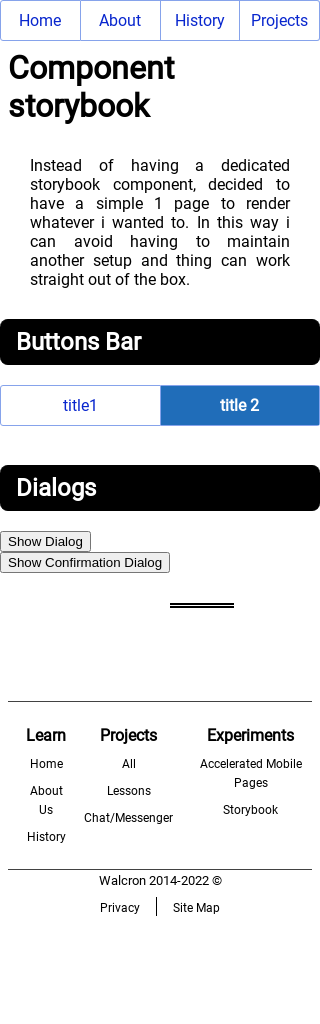 Home About History Projects
Component
storybook
Instead of having a dedicated
storybook component, decided to
have a simple 1 page to render
whatever i wanted to. In this way i
can avoid having to maintain
another setup and thing can work
straight out of the box.
Buttons Bar
title1 title 2
Dialogs
Show Dialog
Show Confirmation Dialog
Learn
Home
About
Us
History
Projects
All
Lessons
Chat/Messenger
Experiments
Accelerated Mobile
Pages
Storybook
Walcron 2014-2022 ©
Privacy Site Map